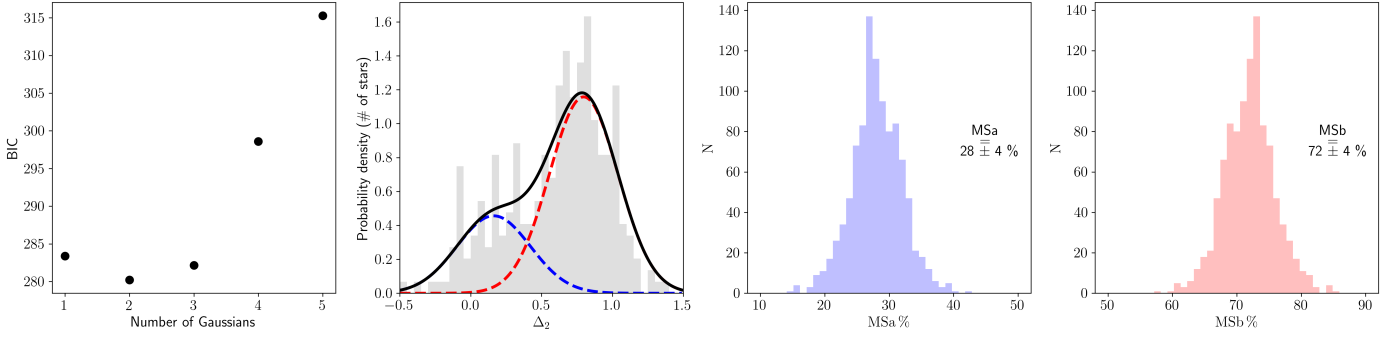 315
310
305
300
295
290
285
280
BIC
1 2 3 4 5
Number of Gaussians
1.6
1.4
1.2
1.0
0.8
0.6
0.4
0.2
0.0
Probability density (# of stars)
−0.5 0.0 0.5 1.0 1.5
Δ₂
140
120
100
80
60
40
20
0
N
MSa
=
28 ± 4 %
10 20 30 40 50
MSa %
140
120
100
80
60
40
20
0
N
MSb
=
72 ± 4 %
50 60 70 80 90
MSb %